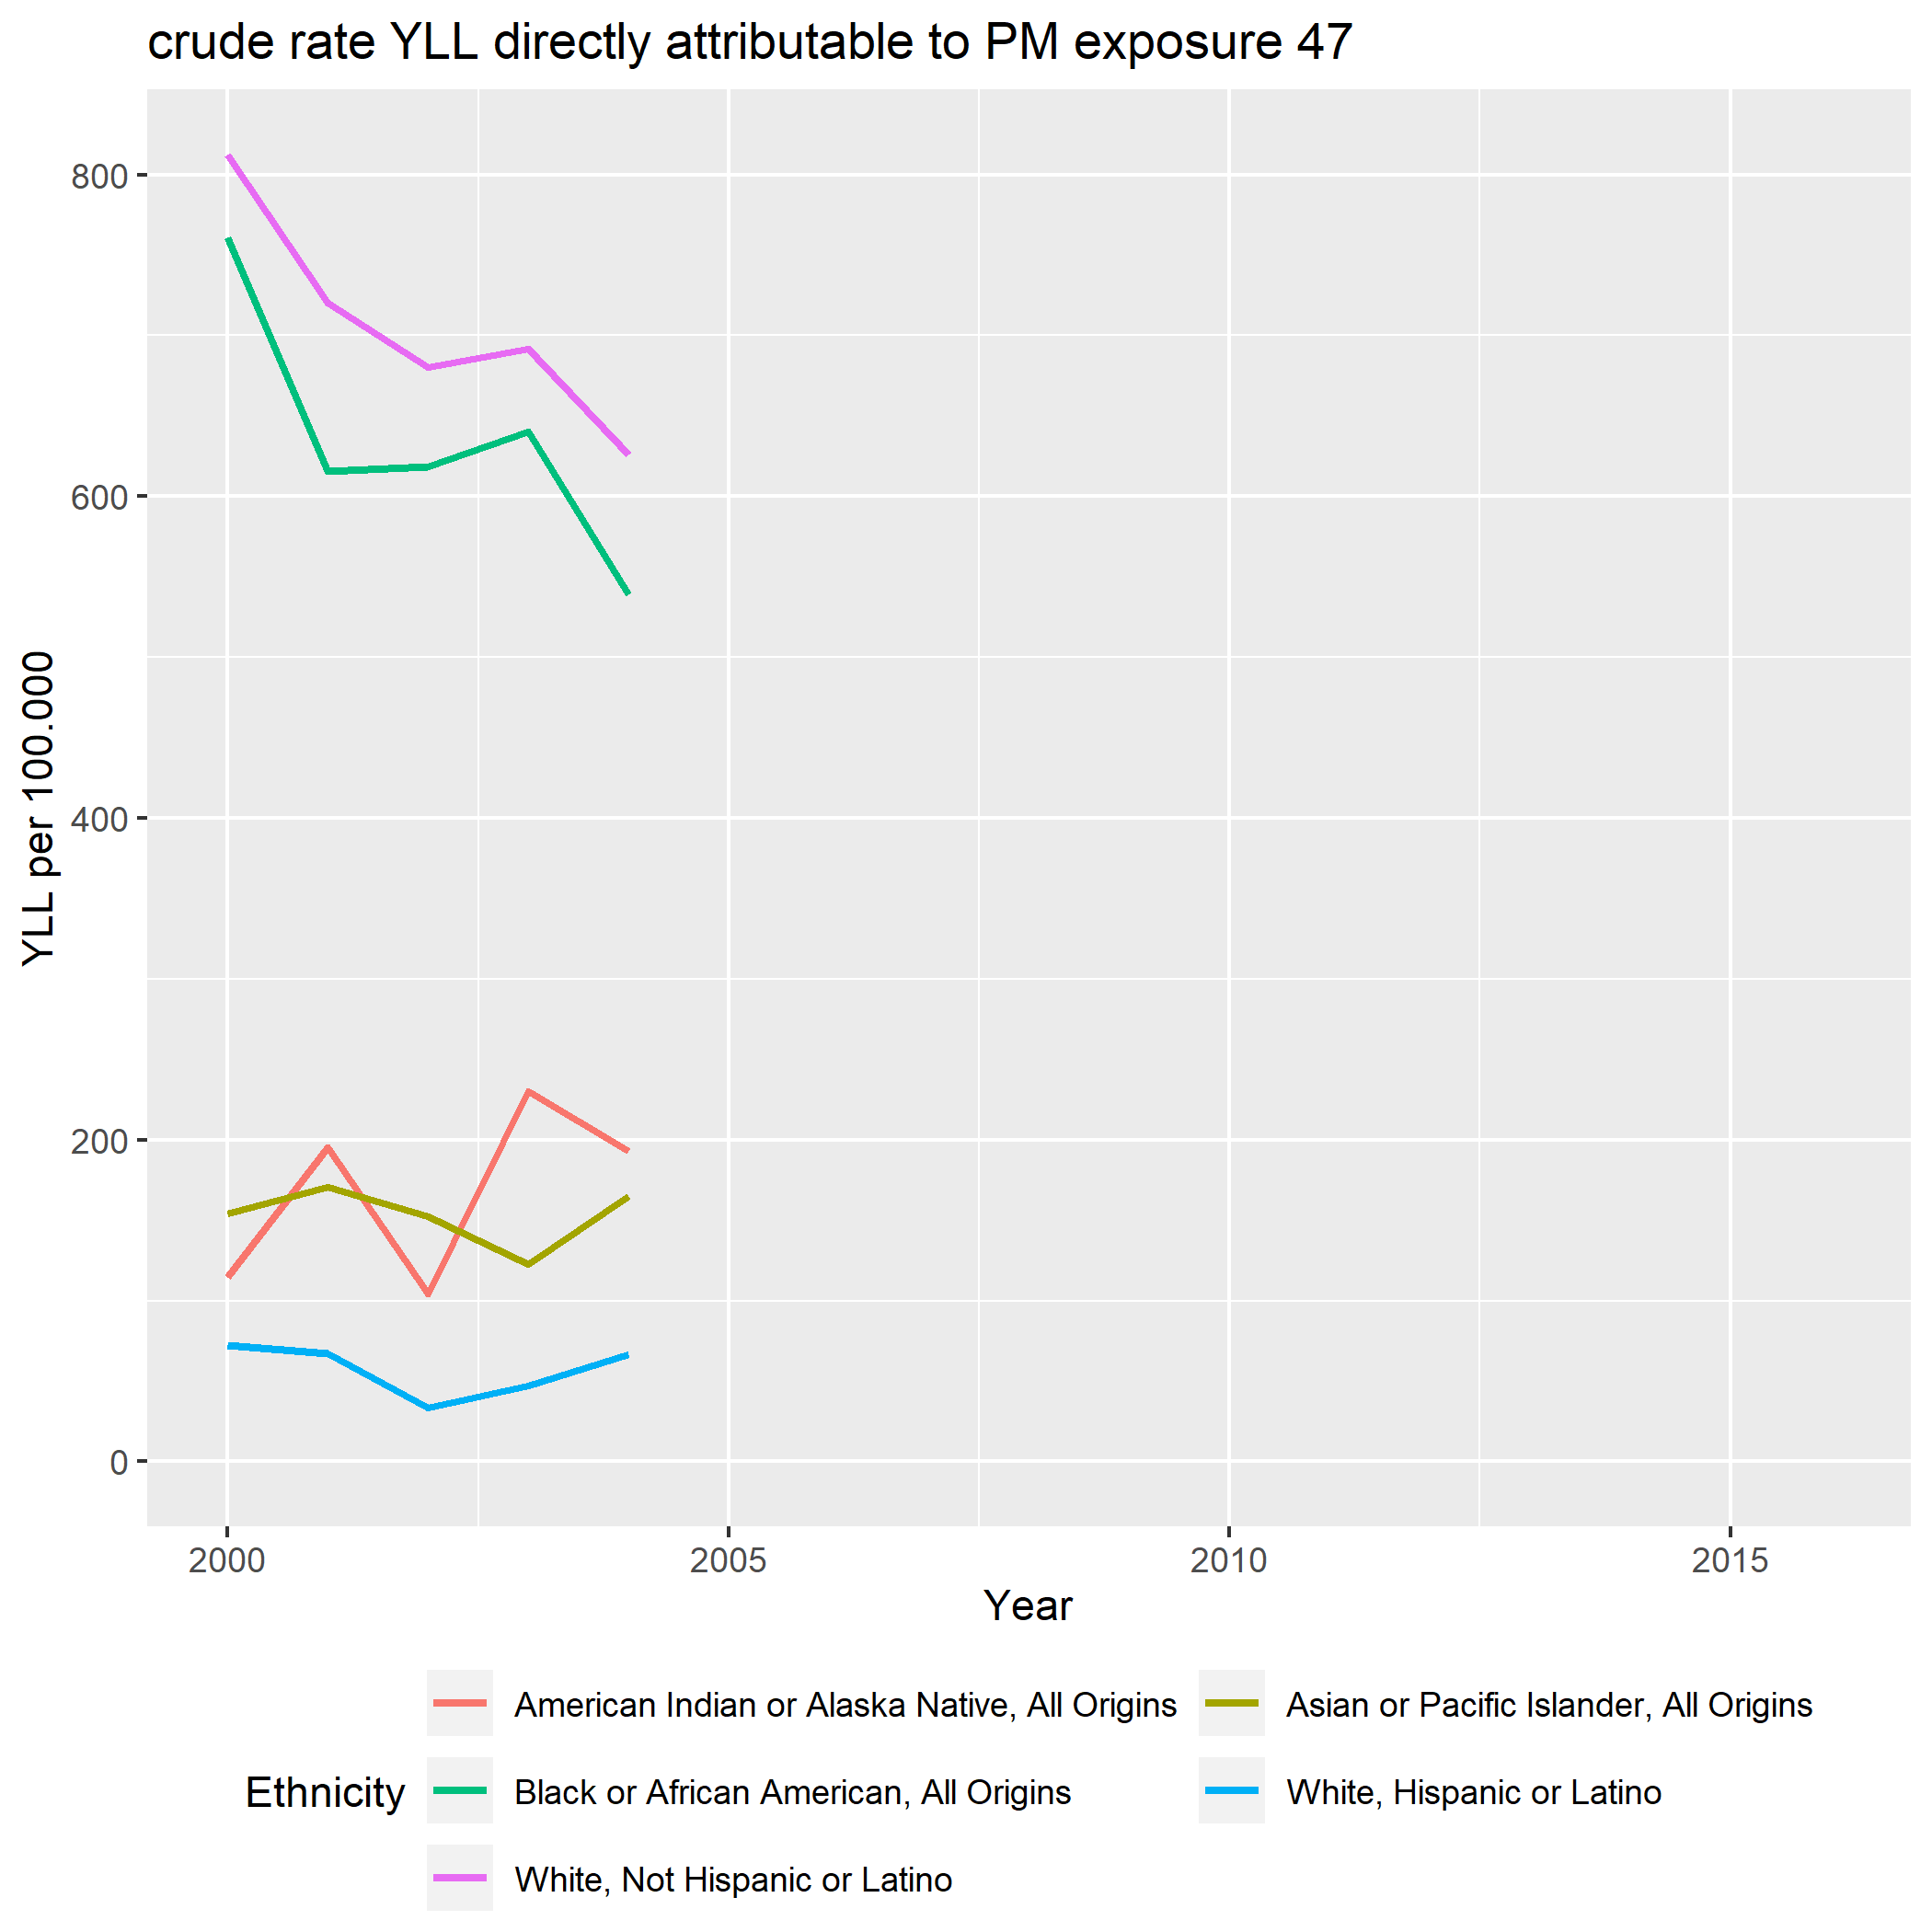 crude rate YLL directly attributable to PM exposure 47
YLL per 100.000
800
600
400
200
0
2000 2005 2010 2015
Year
Ethnicity
American Indian or Alaska Native, All Origins
Asian or Pacific Islander, All Origins
Black or African American, All Origins
White, Hispanic or Latino
White, Not Hispanic or Latino